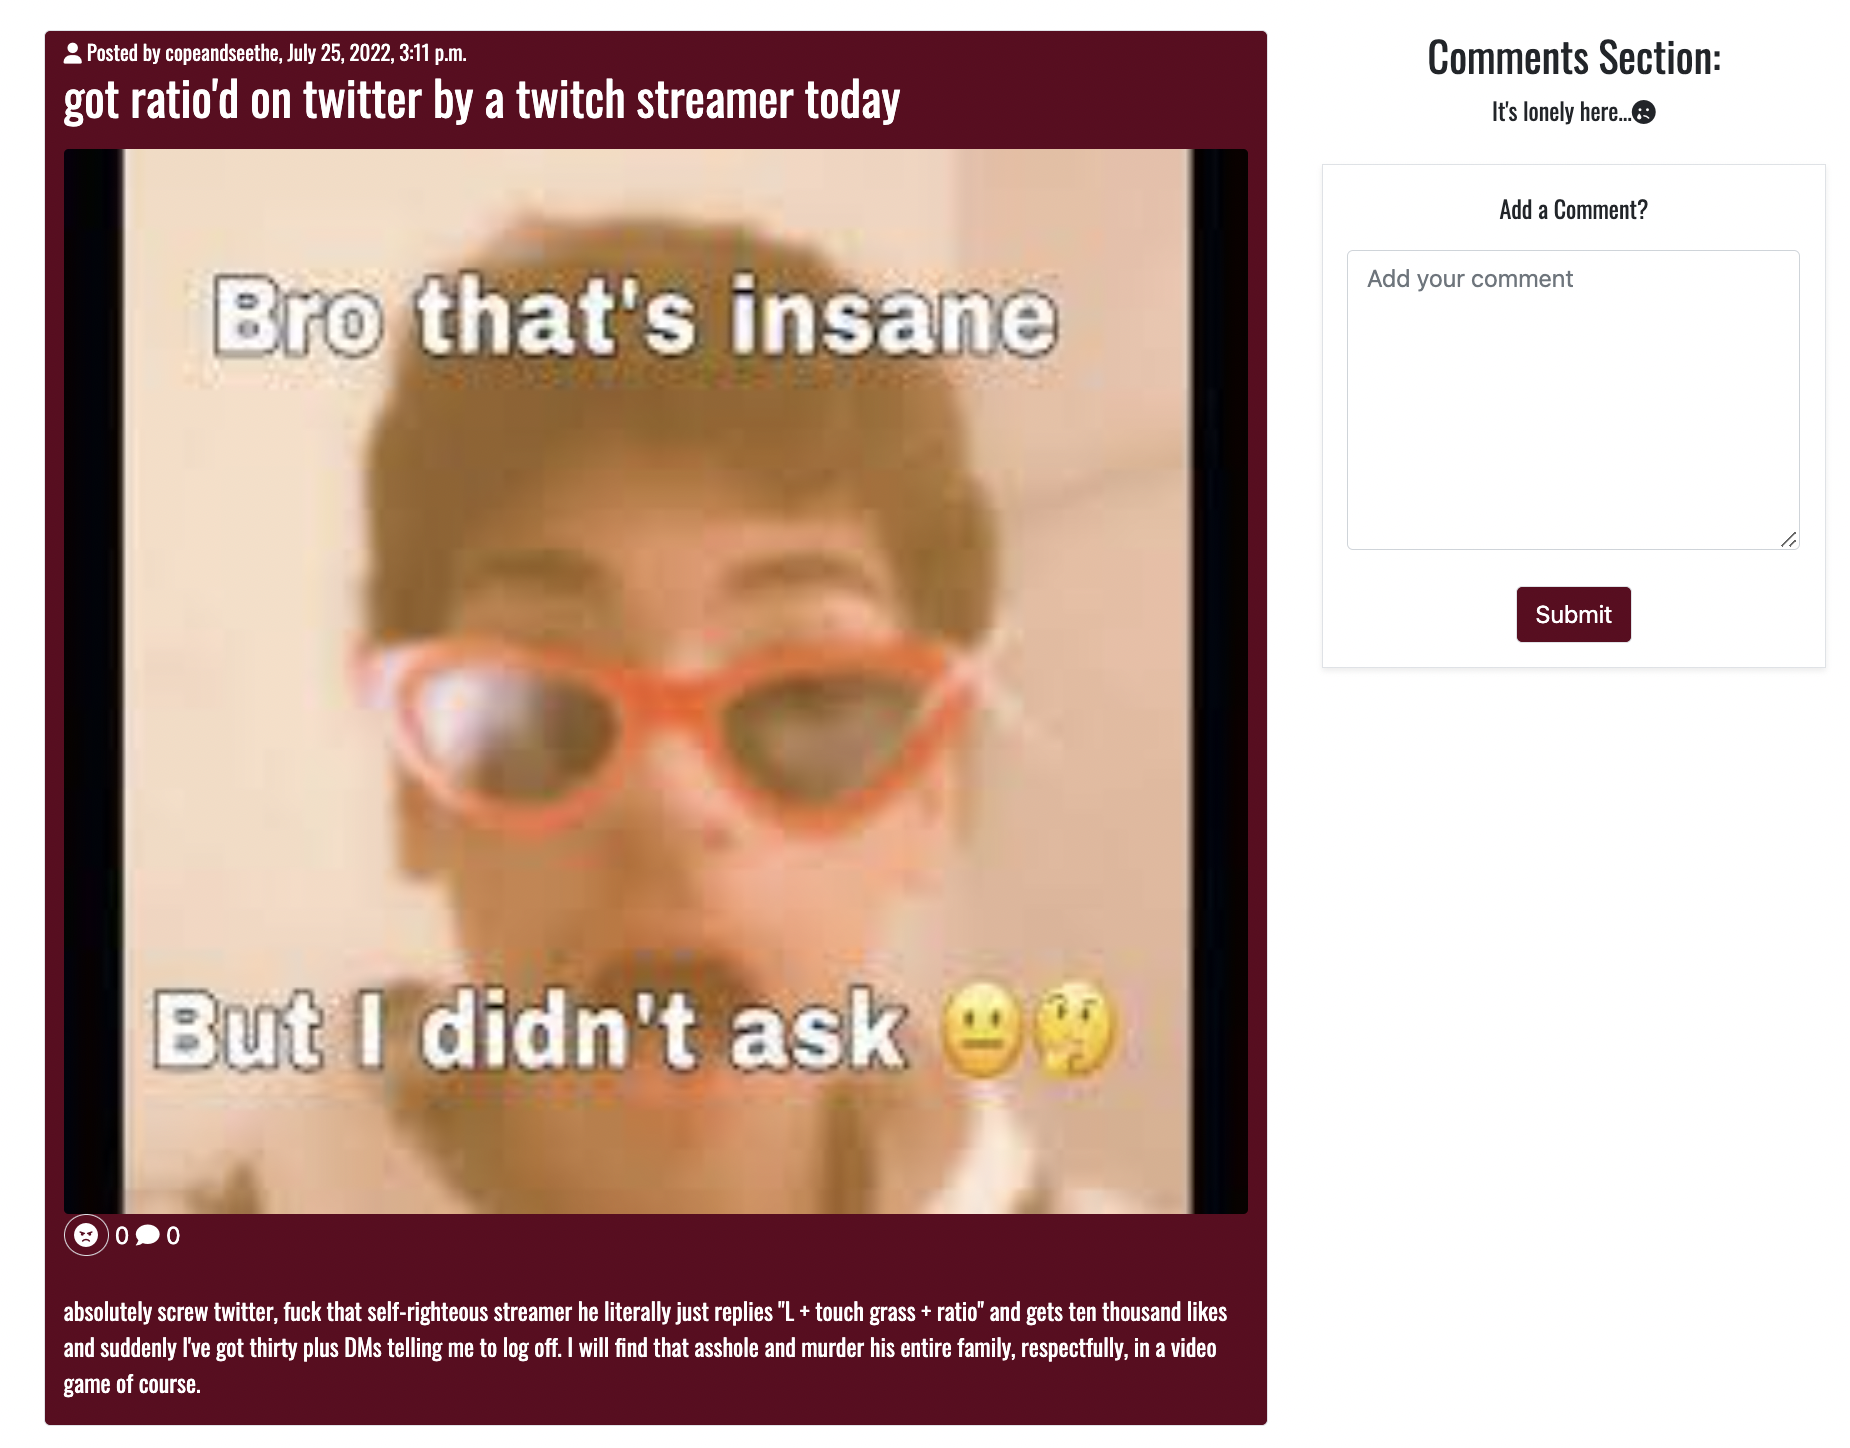 Posted by copeandseethe, July 25, 2022, 3:11 p.m.
got ratio'd on twitter by a twitch streamer today
Bro that's insane
But I didn't ask 😐🤔
0 0
absolutely screw twitter, fuck that self-righteous streamer he literally just replies "L + touch grass + ratio" and gets ten thousand likes
and suddenly I've got thirty plus DMs telling me to log off. I will find that asshole and murder his entire family, respectfully, in a video
game of course.
Comments Section:
It's lonely here...
Add a Comment?
Add your comment
Submit